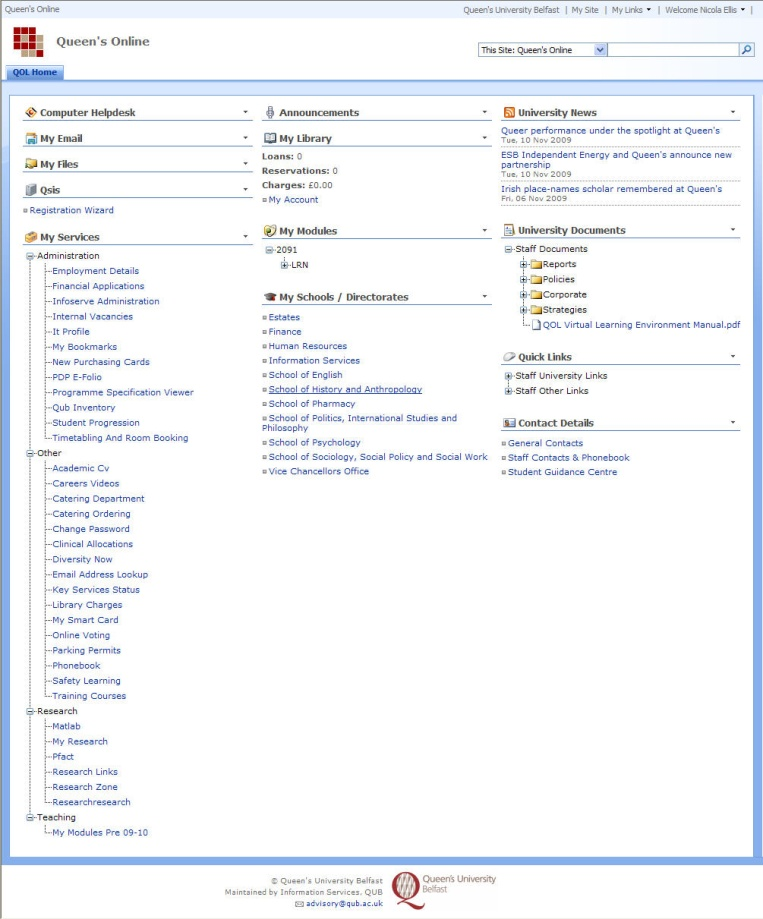 Queen's Online
Queen's University Belfast | My Site | My Links | Welcome Nicola Ellis |
Queen's Online
This Site: Queen's Online
QOL Home
Computer Helpdesk
My Email
My Files
Qsis
Registration Wizard
My Services
Administration
Employment Details
Financial Applications
Infoserve Administration
Internal Vacancies
It Profile
My Bookmarks
New Purchasing Cards
PDP E-Folio
Programme Specification Viewer
Qub Inventory
Student Progression
Timetabling And Room Booking
Other
Academic Cv
Careers Videos
Catering Department
Catering Ordering
Change Password
Clinical Allocations
Diversity Now
Email Address Lookup
Key Services Status
Library Charges
My Smart Card
Online Voting
Parking Permits
Phonebook
Safety Learning
Training Courses
Research
Matlab
My Research
Pfact
Research Links
Research Zone
Researchresearch
Teaching
My Modules Pre 09-10
Announcements
My Library
Loans: 0
Reservations: 0
Charges: £0.00
My Account
My Modules
2091
LRN
My Schools / Directorates
Estates
Finance
Human Resources
Information Services
School of English
School of History and Anthropology
School of Pharmacy
School of Politics, International Studies and
Philosophy
School of Psychology
School of Sociology, Social Policy and Social Work
Vice Chancellors Office
University News
Queer performance under the spotlight at Queen's
Tue, 10 Nov 2009
ESB Independent Energy and Queen's announce new
partnership
Tue, 10 Nov 2009
Irish place-names scholar remembered at Queen's
Fri, 06 Nov 2009
University Documents
Staff Documents
Reports
Policies
Corporate
Strategies
QOL Virtual Learning Environment Manual.pdf
Quick Links
Staff University Links
Staff Other Links
Contact Details
General Contacts
Staff Contacts & Phonebook
Student Guidance Centre
© Queen's University Belfast
Maintained by Information Services, QUB
advisory@qub.ac.uk
Queen's University
Belfast